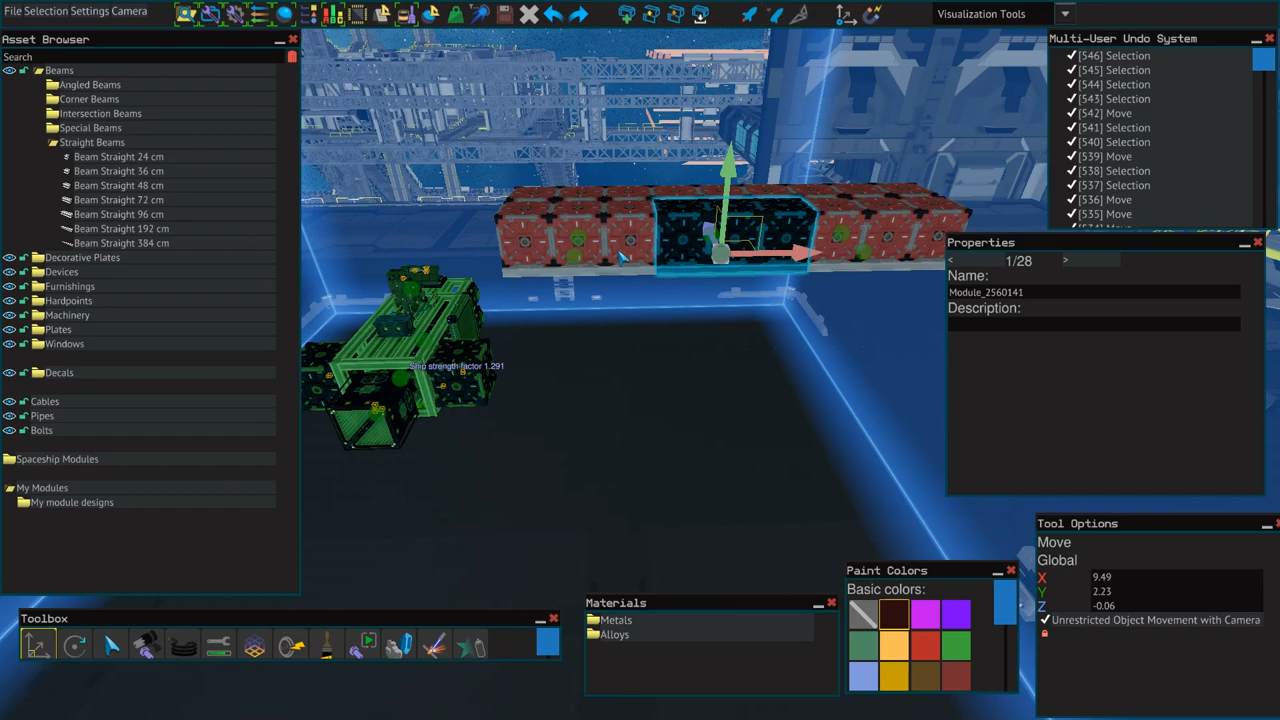 File Selection Settings Camera
Visualization Tools
Asset Browser
Search
Beams
Angled Beams
Corner Beams
Intersection Beams
Special Beams
Straight Beams
Beam Straight 24 cm
Beam Straight 36 cm
Beam Straight 48 cm
Beam Straight 72 cm
Beam Straight 96 cm
Beam Straight 192 cm
Beam Straight 384 cm
Decorative Plates
Devices
Furnishings
Hardpoints
Machinery
Plates
Windows
Decals
Cables
Pipes
Bolts
Spaceship Modules
My Modules
My module designs
Ship strength factor 1.291
Multi-User Undo System
[546] Selection
[545] Selection
[544] Selection
[543] Selection
[542] Move
[541] Selection
[540] Selection
[539] Move
[538] Selection
[537] Selection
[536] Move
[535] Move
Properties
< 1/28 >
Name:
Module_2560141
Description:
Tool Options
Move
Global
X 9.49
Y 2.23
Z -0.06
Unrestricted Object Movement with Camera
Paint Colors
Basic colors:
Materials
Metals
Alloys
Toolbox